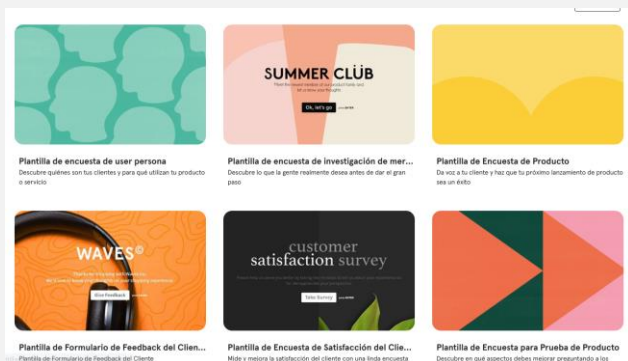 SUMMER CLÜB
Ok, let's go
Plantilla de encuesta de user persona
Descubre quiénes son tus clientes y para qué utilizan tu producto
o servicio
Plantilla de encuesta de investigación de mer...
Descubre lo que la gente realmente desea antes de dar el gran
paso
Plantilla de Encuesta de Producto
Da voz a tu cliente y haz que tu próximo lanzamiento de producto
sea un éxito
WAVES©
Give Feedback
customer
satisfaction survey
Take Survey
Plantilla de Formulario de Feedback del Clien...
Plantilla de Formulario de Feedback del Cliente
Plantilla de Encuesta de Satisfacción del Clie...
Mide y mejora la satisfacción del cliente con una linda encuesta
Plantilla de Encuesta para Prueba de Producto
Descubre en qué aspectos debes mejorar preguntando a los